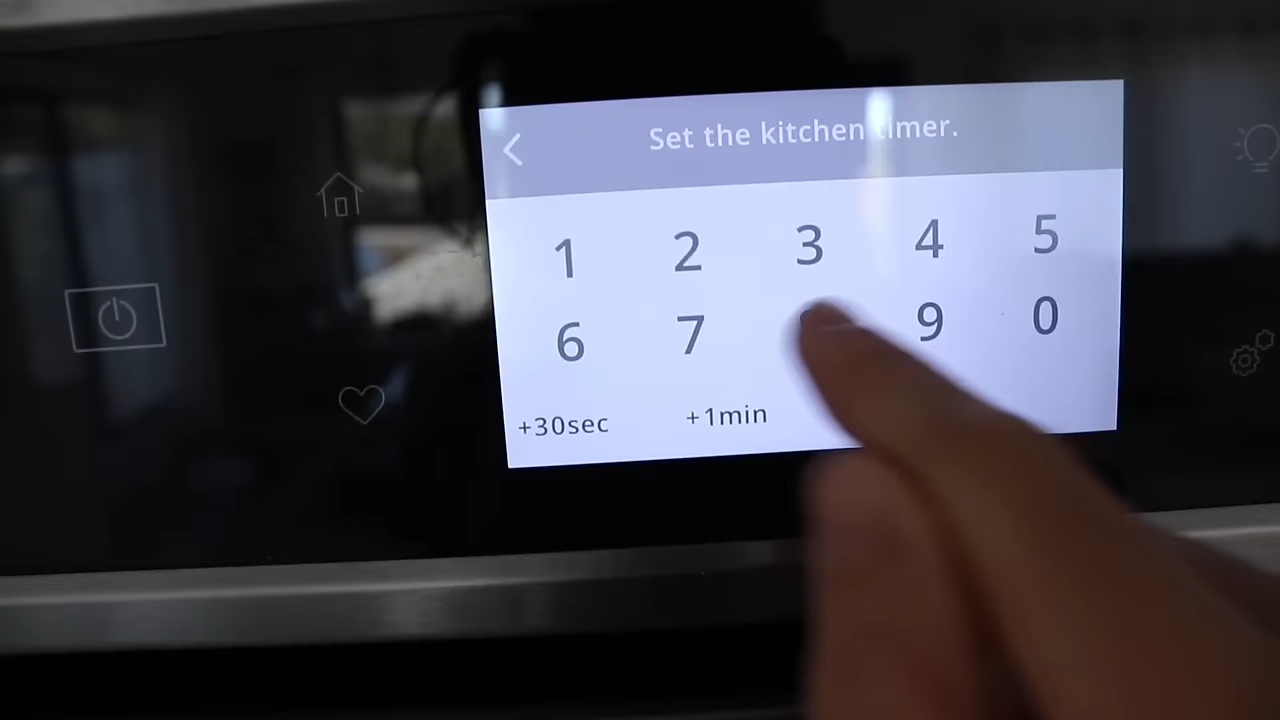 Set the kitchen timer.
1 2 3 4 5
6 7 9 0
+30sec +1min